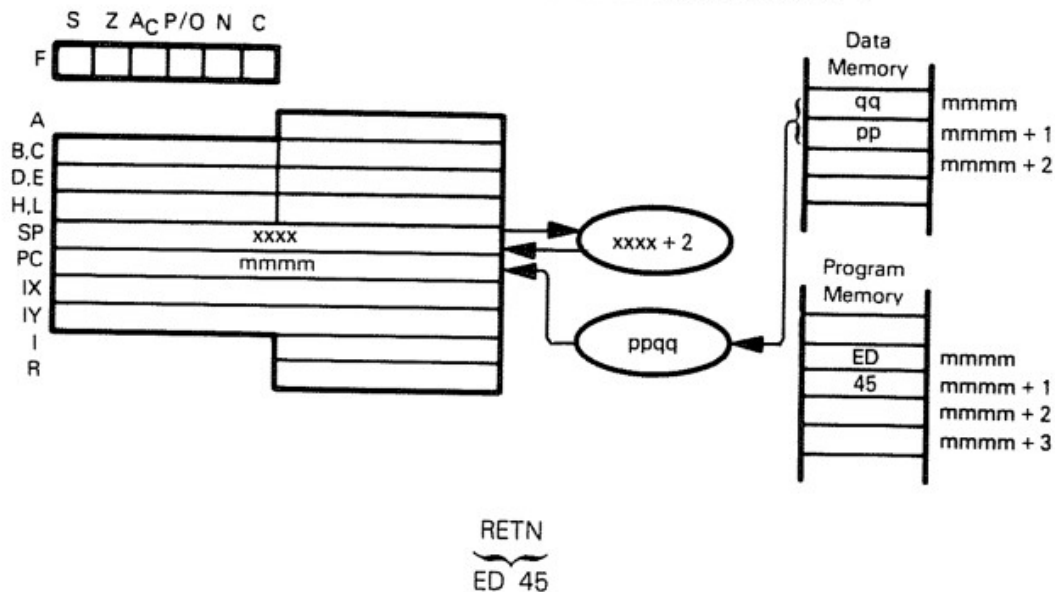 S Z AC P/O N C
F
A
B,C
D,E
H,L
SP xxxx
PC mmmm
IX
IY
I
R
xxxx + 2
ppqq
Data
Memory
qq mmmm
pp mmmm + 1
mmmm + 2
Program
Memory
ED mmmm
45 mmmm + 1
mmmm + 2
mmmm + 3
RETN
ED 45